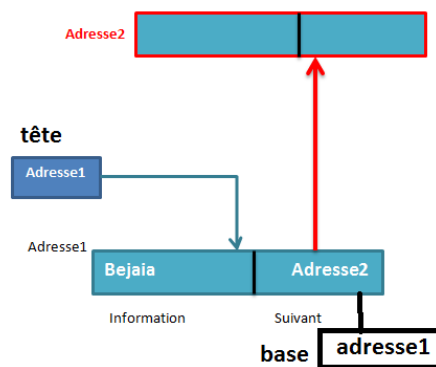 Adresse2
tête
Adresse1
Adresse1
Bejaia Adresse2
Information Suivant
base adresse1